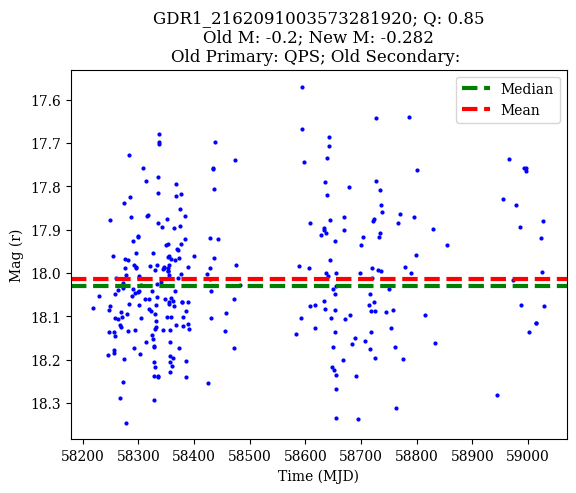 GDR1_2162091003573281920; Q: 0.85
Old M: -0.2; New M: -0.282
Old Primary: QPS; Old Secondary:
Median
Mean
Mag (r)
17.6
17.7
17.8
17.9
18.0
18.1
18.2
18.3
58200 58300 58400 58500 58600 58700 58800 58900 59000
Time (MJD)